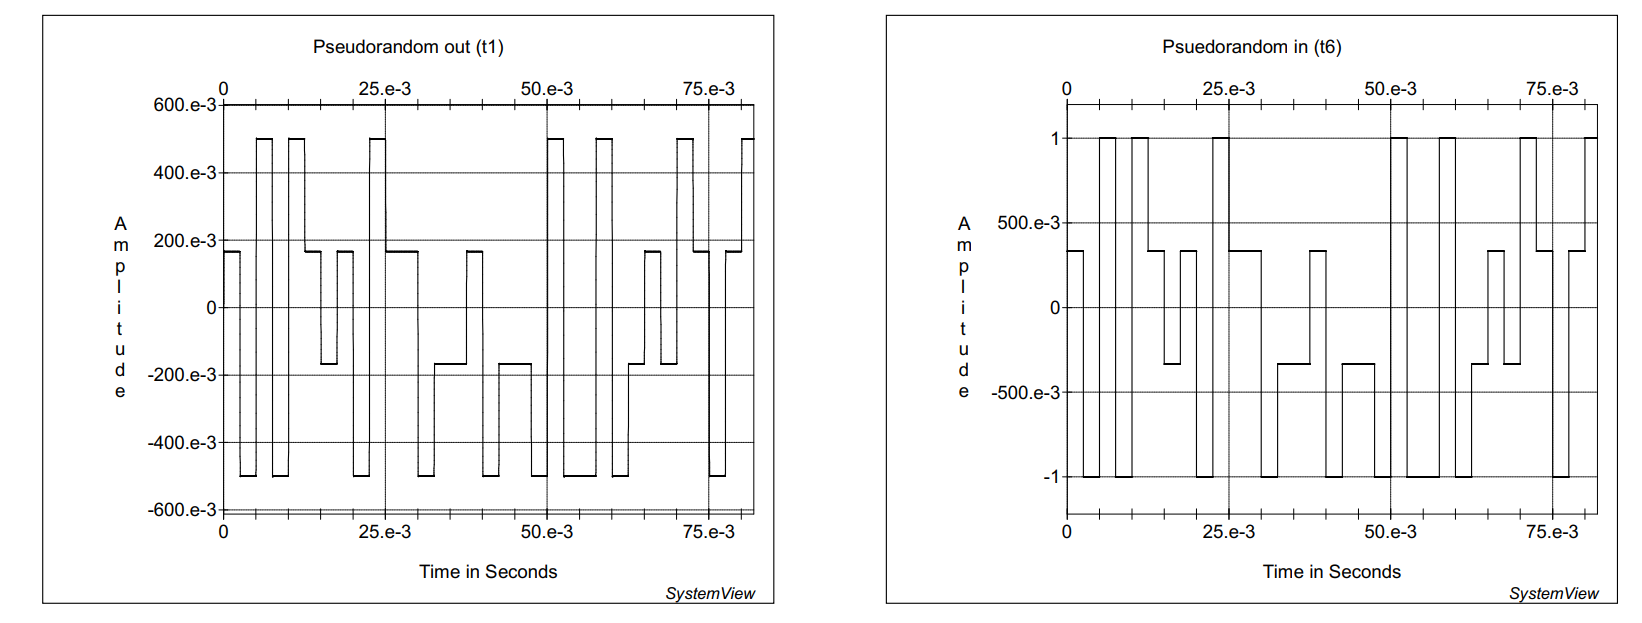 Pseudorandom out (t1)
0 25.e-3 50.e-3 75.e-3
600.e-3
400.e-3
200.e-3
0
-200.e-3
-400.e-3
-600.e-3
Amplitude
0 25.e-3 50.e-3 75.e-3
Time in Seconds
SystemView
Psuedorandom in (t6)
0 25.e-3 50.e-3 75.e-3
1
500.e-3
0
-500.e-3
-1
Amplitude
0 25.e-3 50.e-3 75.e-3
Time in Seconds
SystemView